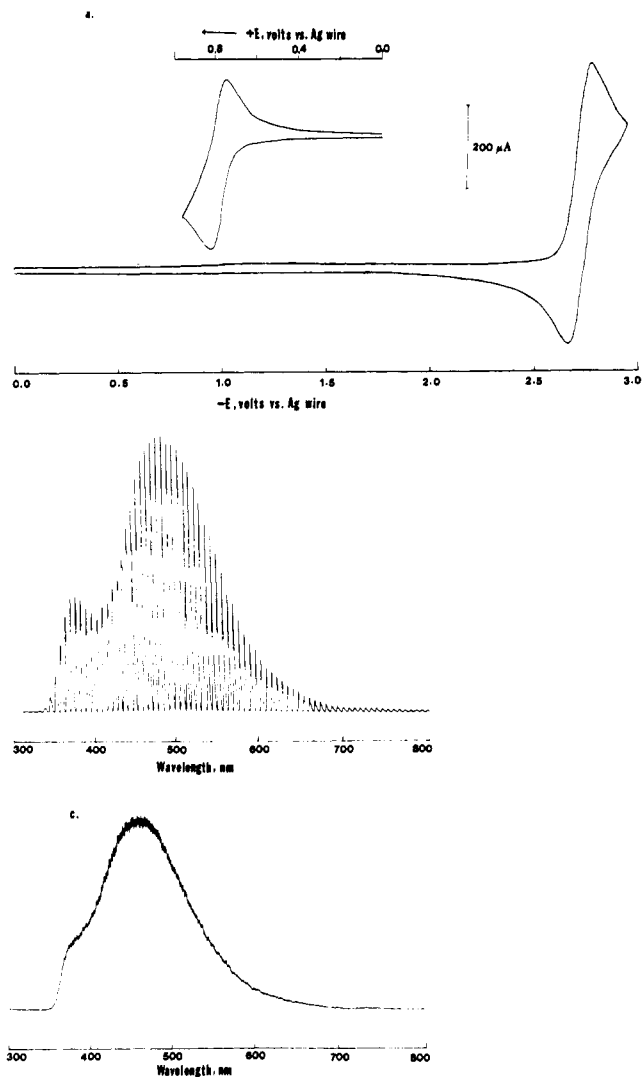 a.
+E, volts vs. Ag wire
0.8 0.4 0.0
200 μA
0.0 0.5 1.0 1.5 2.0 2.5 3.0
-E, volts vs. Ag wire
300 400 500 600 700 800
Wavelength, nm
c.
300 400 500 600 700 800
Wavelength, nm